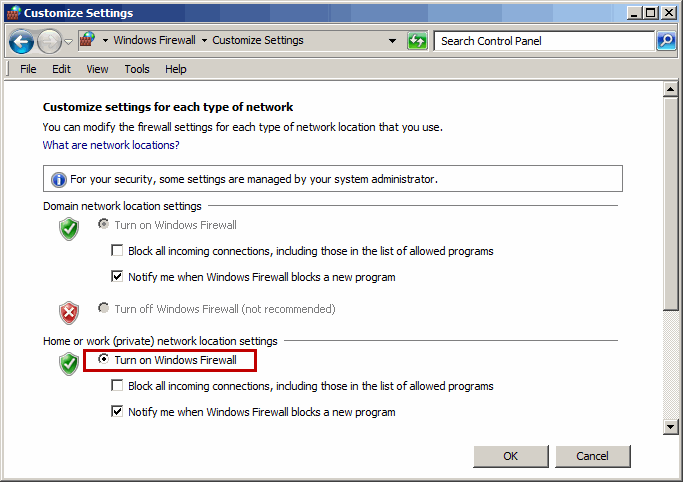 Customize Settings
Windows Firewall Customize Settings Search Control Panel
File Edit View Tools Help
Customize settings for each type of network
You can modify the firewall settings for each type of network location that you use.
What are network locations?
For your security, some settings are managed by your system administrator.
Domain network location settings
Turn on Windows Firewall
Block all incoming connections, including those in the list of allowed programs
Notify me when Windows Firewall blocks a new program
Turn off Windows Firewall (not recommended)
Home or work (private) network location settings
Turn on Windows Firewall
Block all incoming connections, including those in the list of allowed programs
Notify me when Windows Firewall blocks a new program
OK Cancel